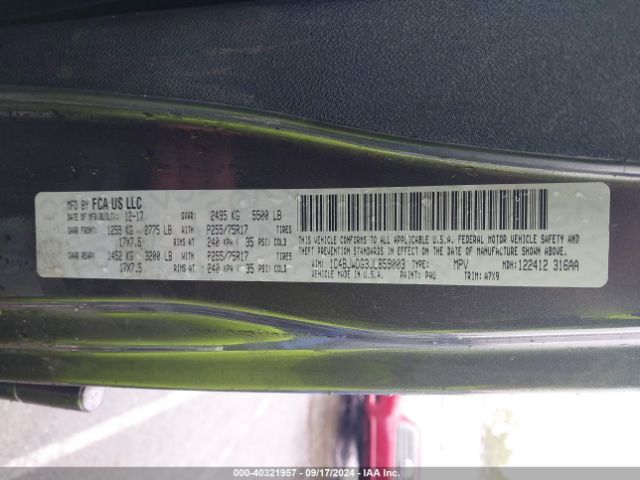 MFD BY FCA US LLC
DATE OF MFR(BUILT): 12-17 GVWR: 2495 KG 5500 LB
GAWR FRONT: 1259 KG 2775 LB WITH P255/75R17 TIRES
17X7.5 RIMS AT 240 KPA ( 35 PSI) COLD
GAWR REAR: 1452 KG 3200 LB WITH P255/75R17 TIRES
17X7.5 RIMS AT 240 KPA ( 35 PSI) COLD
THIS VEHICLE CONFORMS TO ALL APPLICABLE U.S.A. FEDERAL MOTOR VEHICLE SAFETY AND
THEFT PREVENTION STANDARDS IN EFFECT ON THE DATE OF MANUFACTURE SHOWN ABOVE.
VIN: 1C4BJWDG3JL859003 TYPE: MPV MDH: 122412 316AA
PAINT: PAU TRIM: A7X9
000-40321957 - 09/17/2024 - IAA Inc.